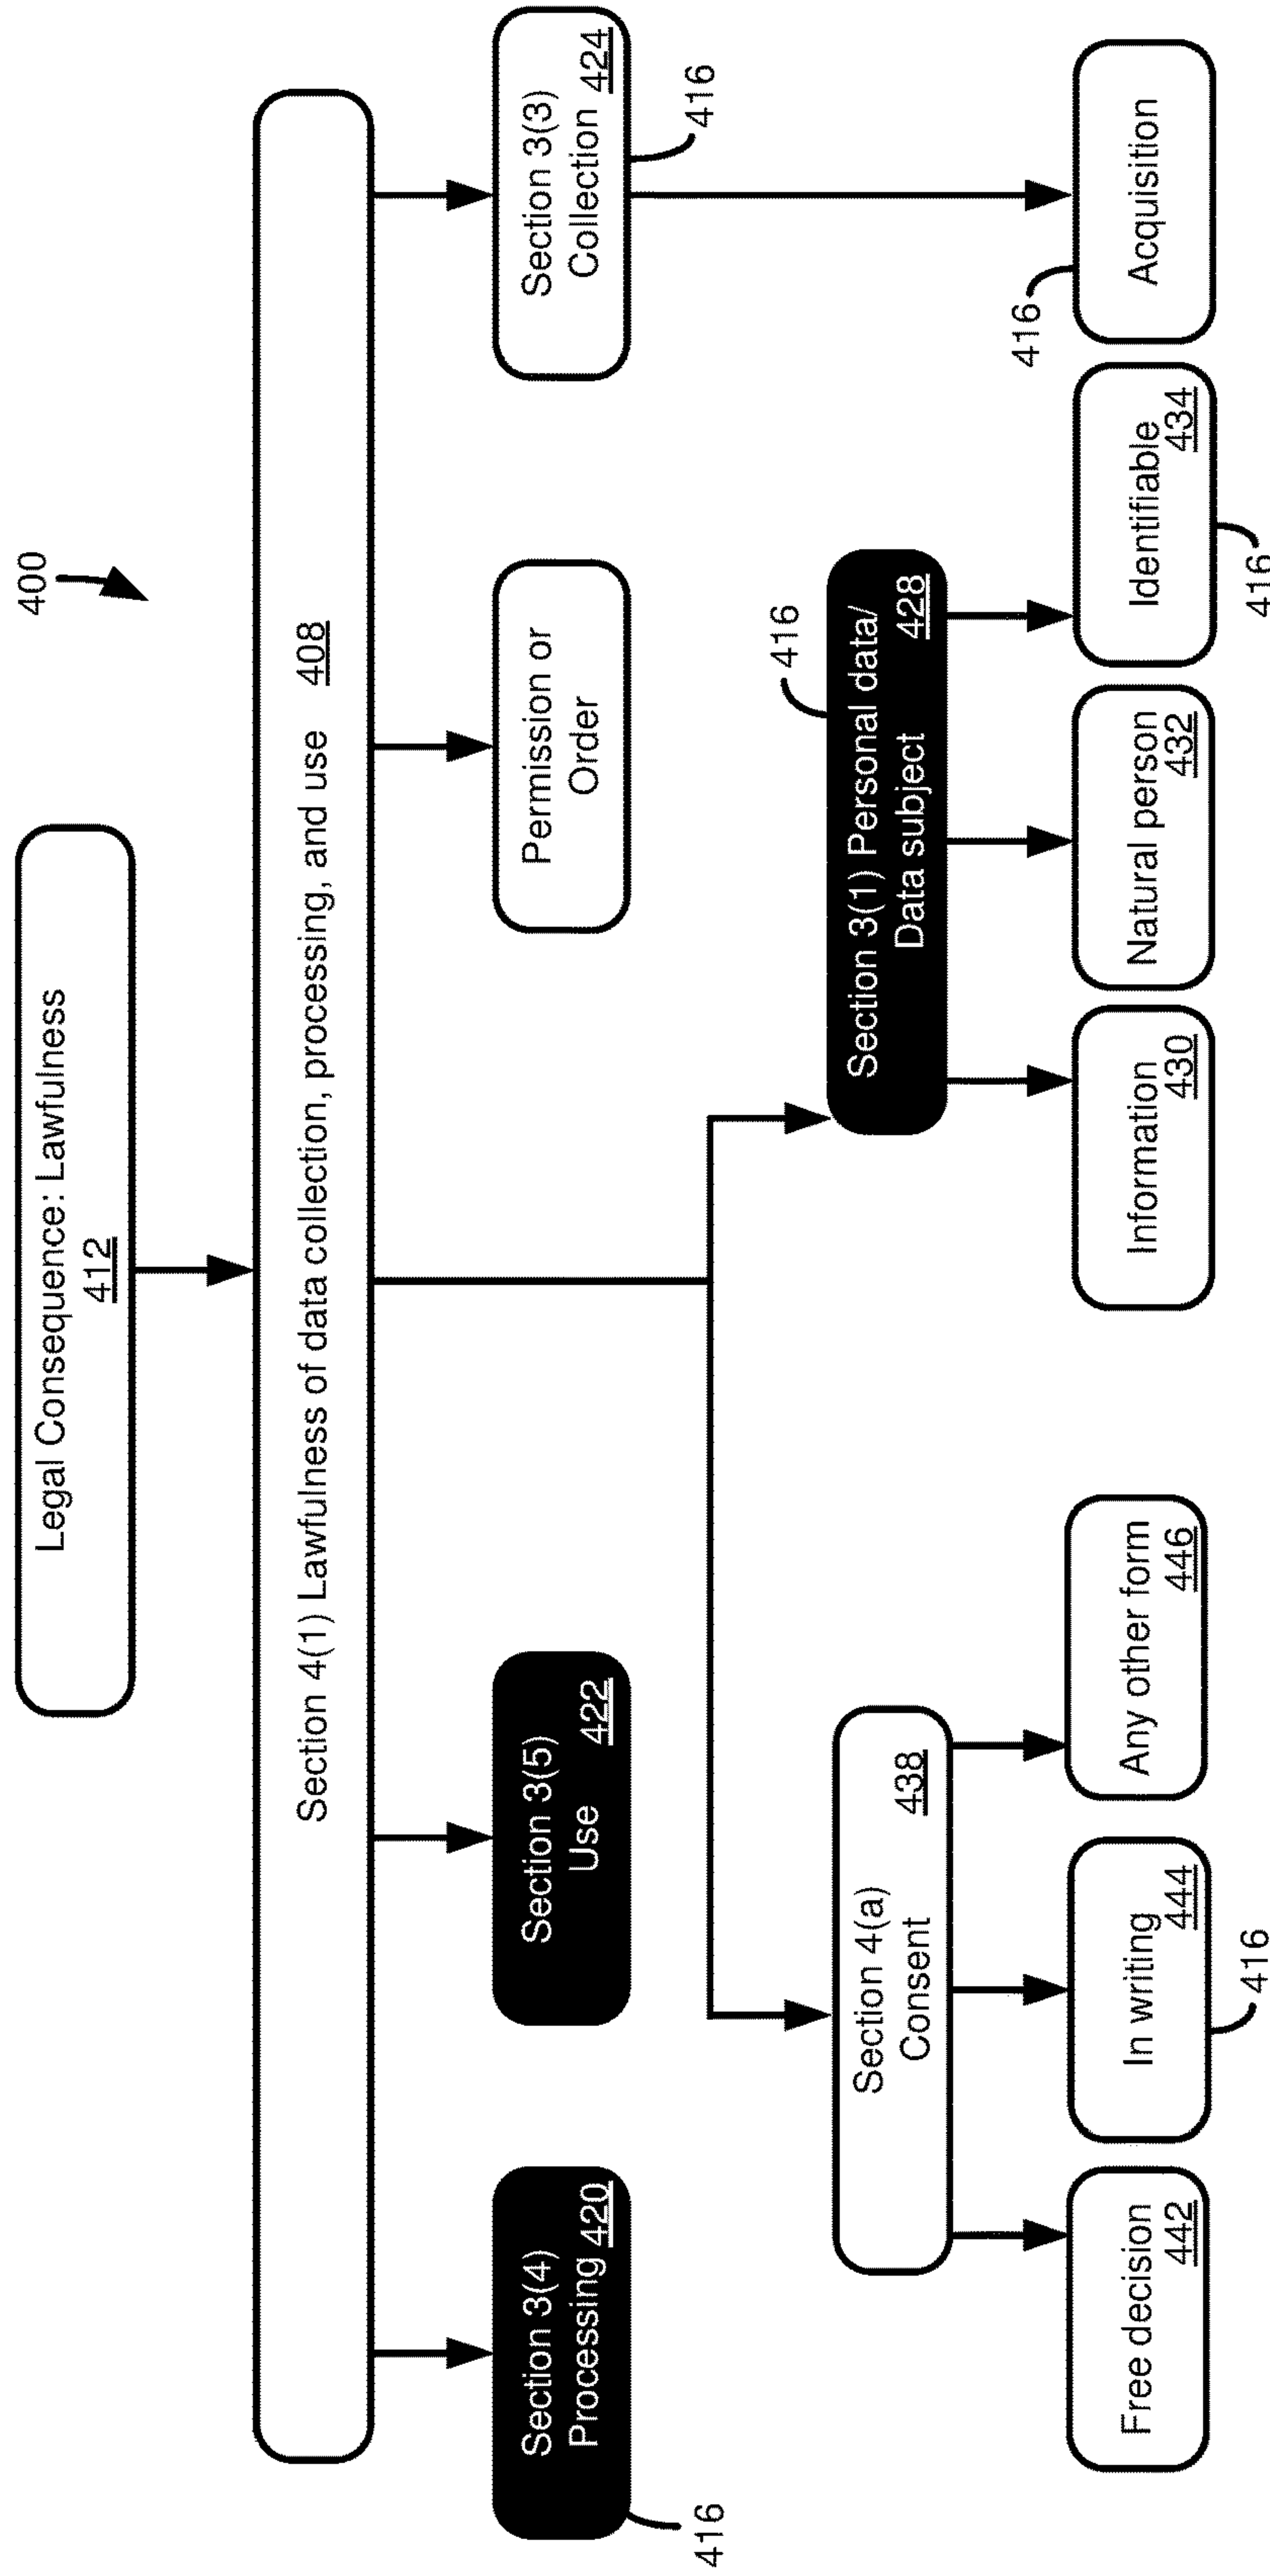 400
Legal Consequence: Lawfulness
412
Section 4(1) Lawfulness of data collection, processing, and use 408
Section 3(4)
Processing 420
416
Section 3(5)
Use 422
Permission or
Order
Section 3(3)
Collection 424
416
Section 4(a)
Consent 438
416
Section 3(1) Personal data/
Data subject 428
Free decision
442
In writing
444
416
Any other form
446
Information
430
Natural person
432
Identifiable
434
416
416
Acquisition